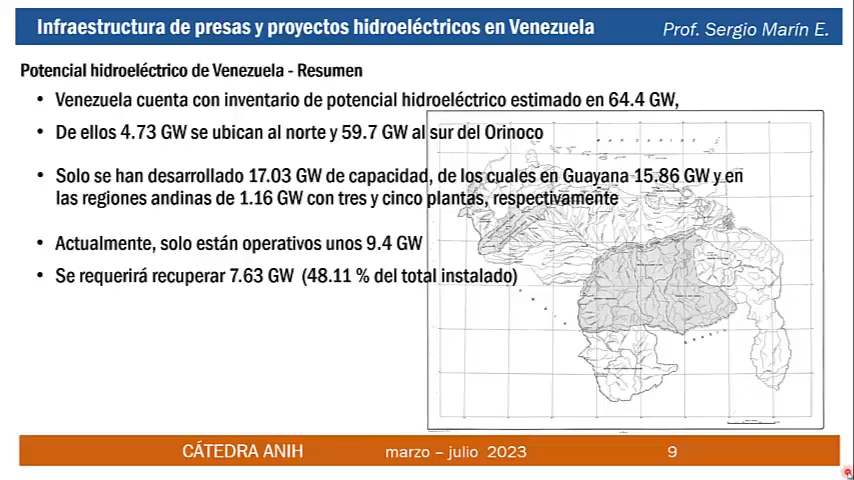 Infraestructura de presas y proyectos hidroeléctricos en Venezuela
Prof. Sergio Marín E.
Potencial hidroeléctrico de Venezuela - Resumen
• Venezuela cuenta con inventario de potencial hidroeléctrico estimado en 64.4 GW,
• De ellos 4.73 GW se ubican al norte y 59.7 GW al sur del Orinoco
• Solo se han desarrollado 17.03 GW de capacidad, de los cuales en Guayana 15.86 GW y en
las regiones andinas de 1.16 GW con tres y cinco plantas, respectivamente
• Actualmente, solo están operativos unos 9.4 GW
• Se requerirá recuperar 7.63 GW (48.11 % del total instalado)
CÁTEDRA ANIH
marzo – julio 2023
9